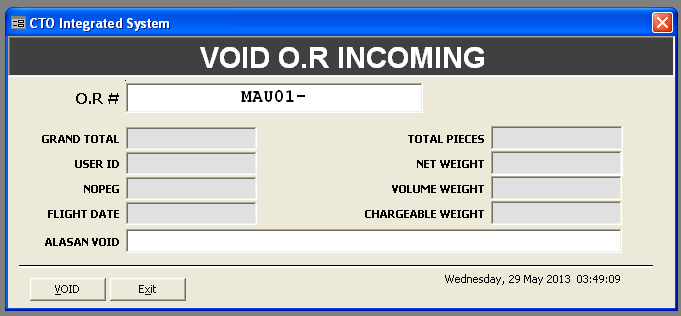 CTO Integrated System
VOID O.R INCOMING
O.R # MAU01-
GRAND TOTAL TOTAL PIECES
USER ID NET WEIGHT
NOPEG VOLUME WEIGHT
FLIGHT DATE CHARGEABLE WEIGHT
ALASAN VOID
VOID Exit Wednesday, 29 May 2013 03:49:09